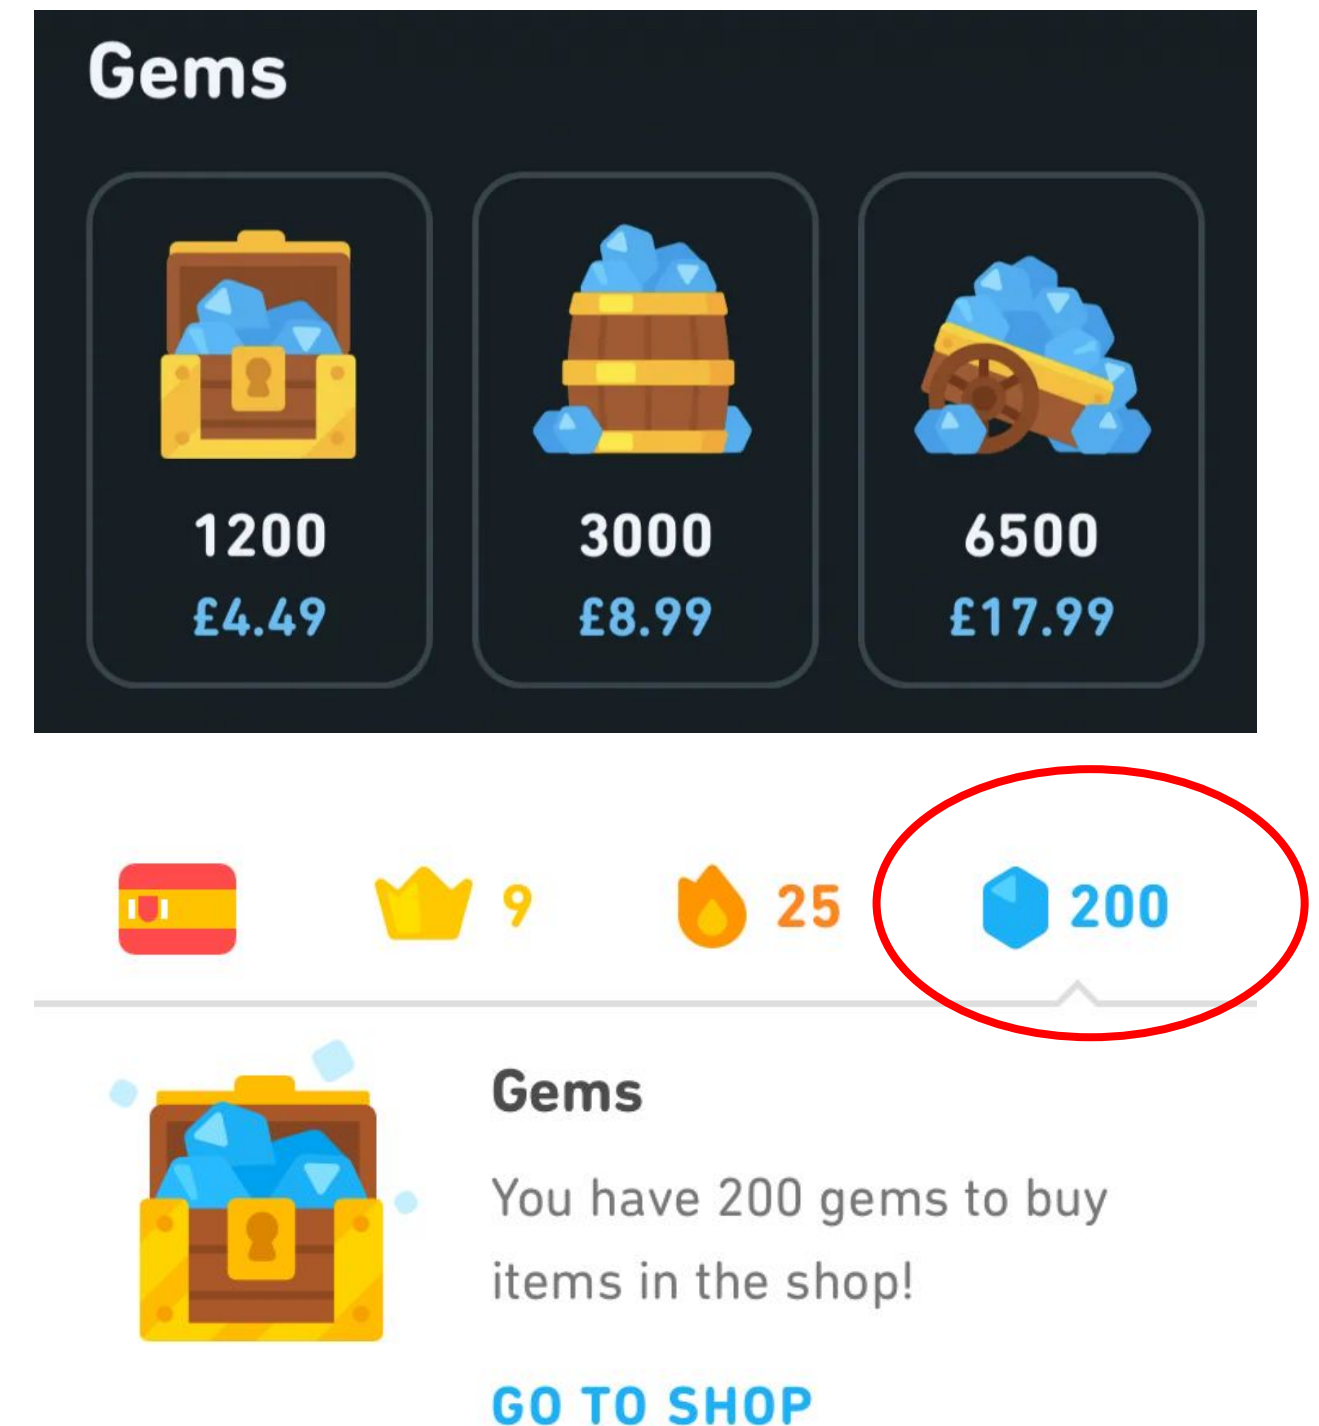 Gems
1200 3000 6500
£4.49 £8.99 £17.99
9 25 200
Gems
You have 200 gems to buy
items in the shop!
GO TO SHOP